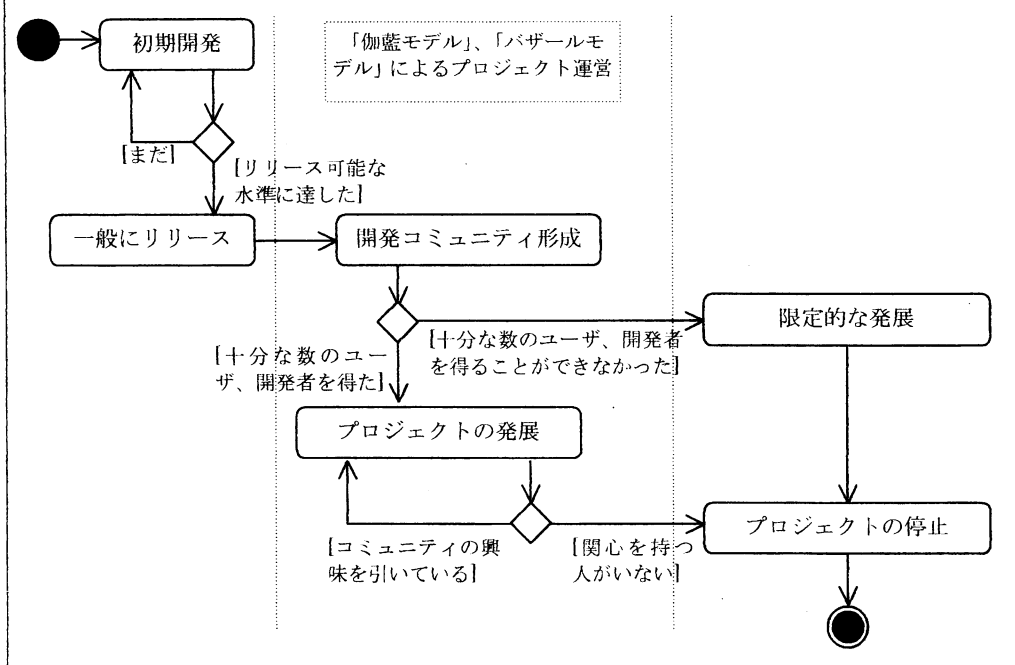 初期開発
「伽藍モデル」、「バザールモ
デル」によるプロジェクト運営
[まだ]
[リリース可能な
水準に達した]
一般にリリース
開発コミュニティ形成
限定的な発展
[十分な数のユー
ザ、開発者を得た]
[十分な数のユーザ、開発者
を得ることができなかった]
プロジェクトの発展
プロジェクトの停止
[コミュニティの興
味を引いている]
[関心を持つ
人がいない]